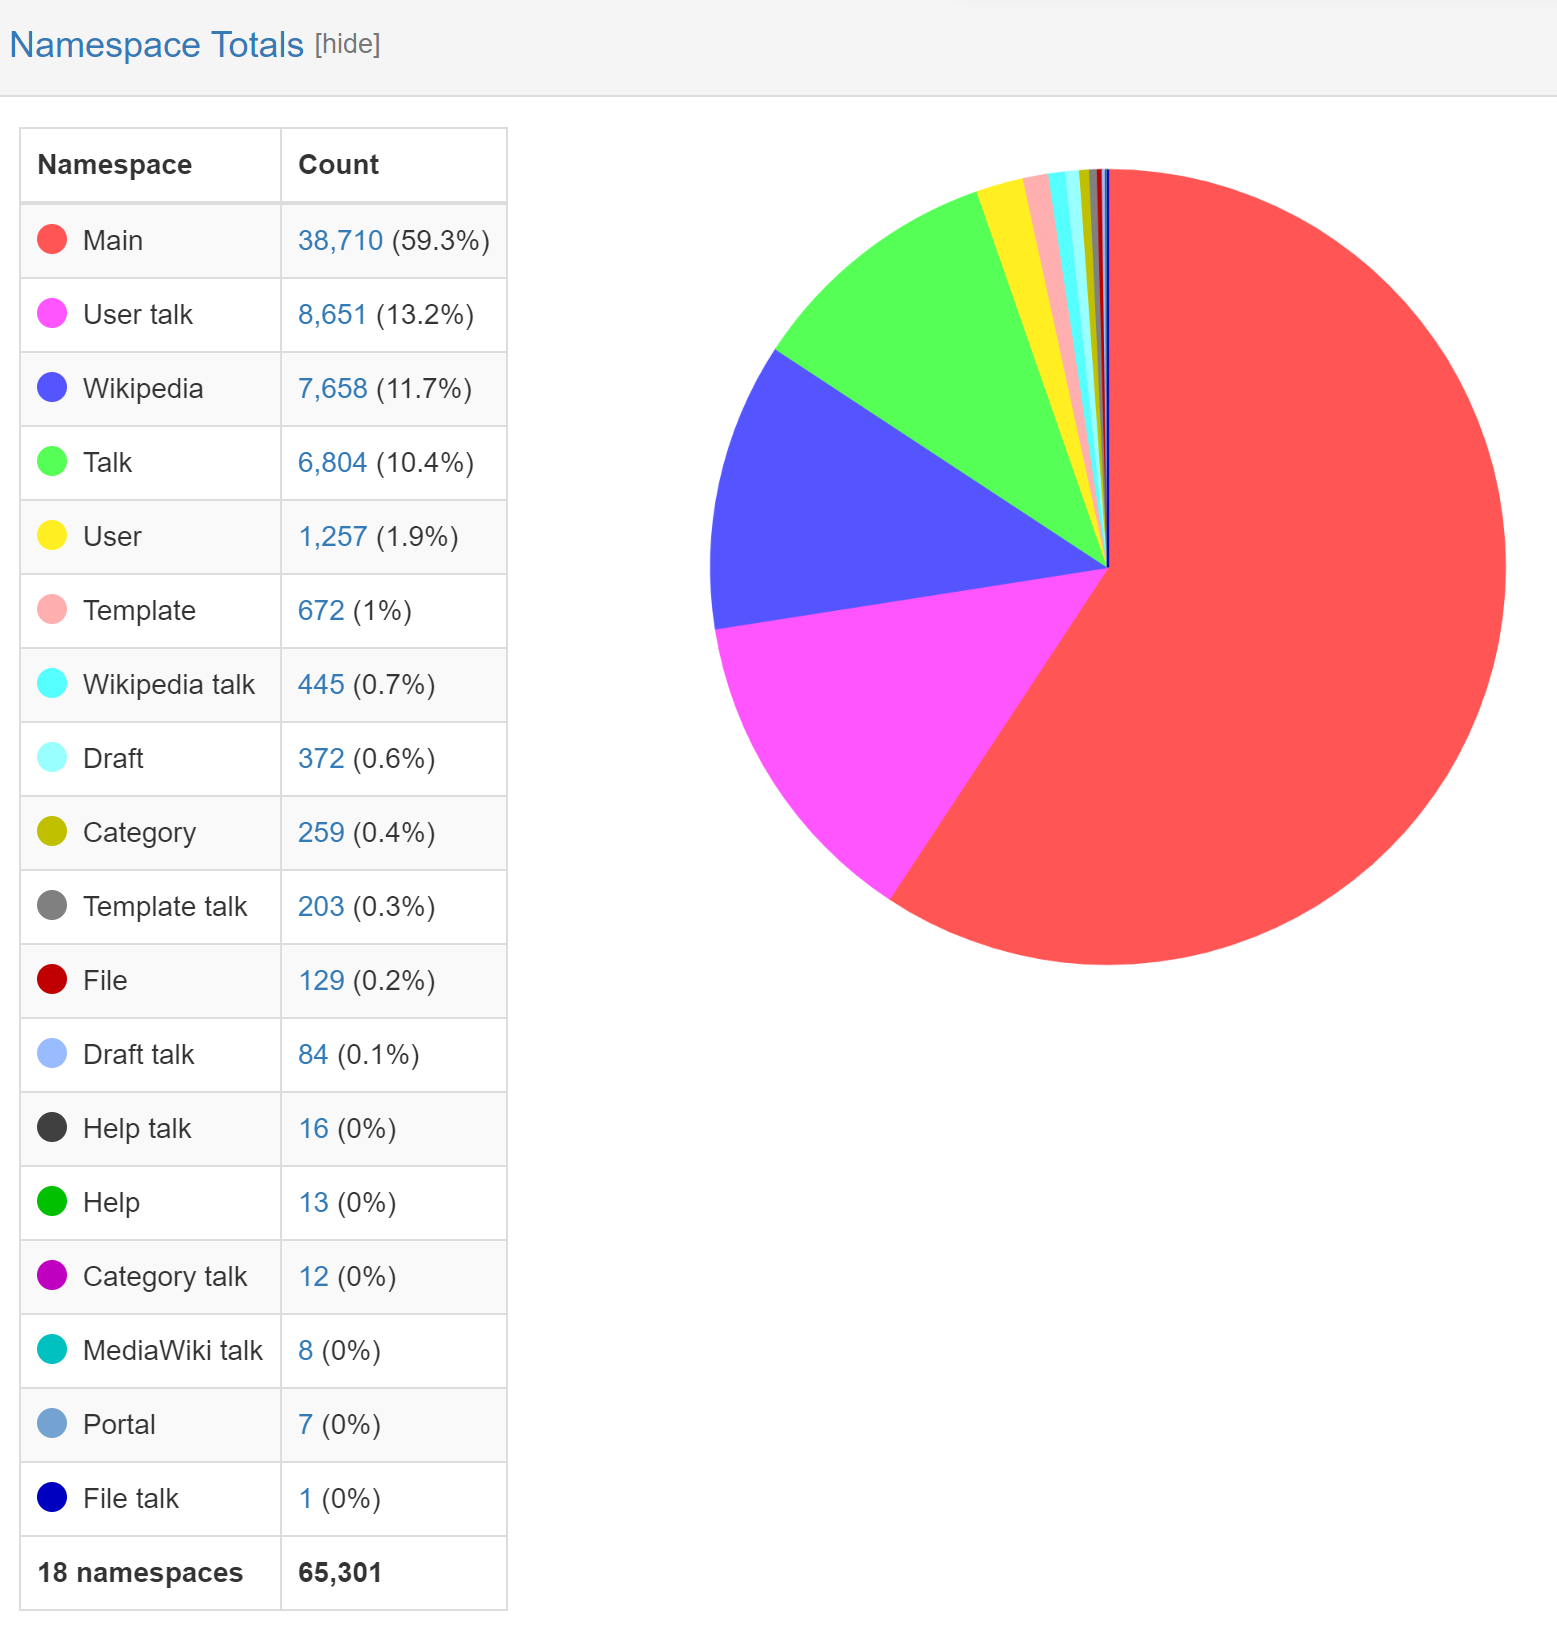 Namespace Totals [hide]
Namespace Count
Main 38,710 (59.3%)
User talk 8,651 (13.2%)
Wikipedia 7,658 (11.7%)
Talk 6,804 (10.4%)
User 1,257 (1.9%)
Template 672 (1%)
Wikipedia talk 445 (0.7%)
Draft 372 (0.6%)
Category 259 (0.4%)
Template talk 203 (0.3%)
File 129 (0.2%)
Draft talk 84 (0.1%)
Help talk 16 (0%)
Help 13 (0%)
Category talk 12 (0%)
MediaWiki talk 8 (0%)
Portal 7 (0%)
File talk 1 (0%)
18 namespaces 65,301